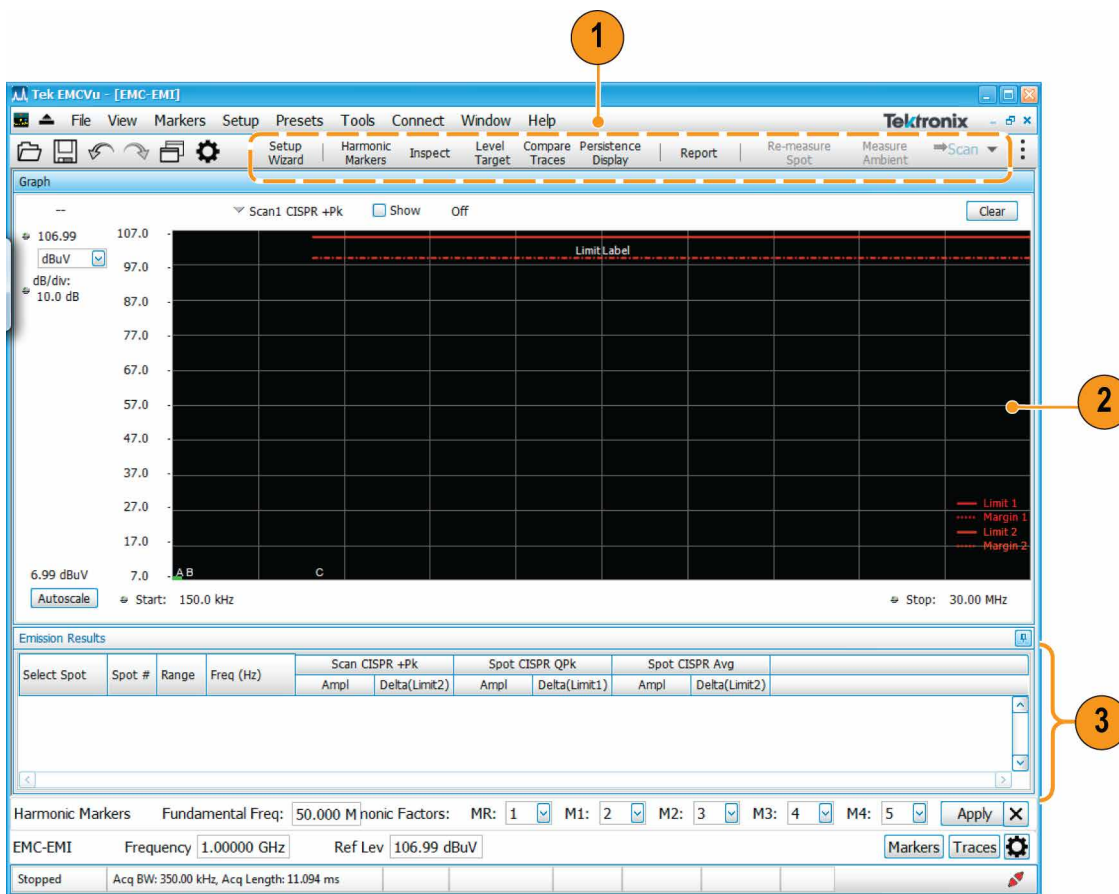 1
Tek EMCVu - [EMC-EMI]
File View Markers Setup Presets Tools Connect Window Help Tektronix
Setup Wizard | Harmonic Markers Inspect Level Target Compare Traces Persistence Display | Report | Re-measure Spot Measure Ambient Scan
Graph
-- Scan1 CISPR +Pk Show Off Clear
106.99
dBuV
dB/div:
10.0 dB
107.0
97.0
87.0
77.0
67.0
57.0
47.0
37.0
27.0
17.0
7.0
Limit Label
2
Limit 1
Margin 1
Limit 2
Margin 2
A B C
6.99 dBuV
Autoscale Start: 150.0 kHz Stop: 30.00 MHz
Emission Results
Select Spot Spot # Range Freq (Hz) Scan CISPR +Pk Spot CISPR QPk Spot CISPR Avg
Ampl Delta(Limit2) Ampl Delta(Limit1) Ampl Delta(Limit2)
3
Harmonic Markers Fundamental Freq: 50.000 M nonic Factors: MR: 1 M1: 2 M2: 3 M3: 4 M4: 5 Apply X
EMC-EMI Frequency 1.00000 GHz Ref Lev 106.99 dBuV Markers Traces
Stopped Acq BW: 350.00 kHz, Acq Length: 11.094 ms